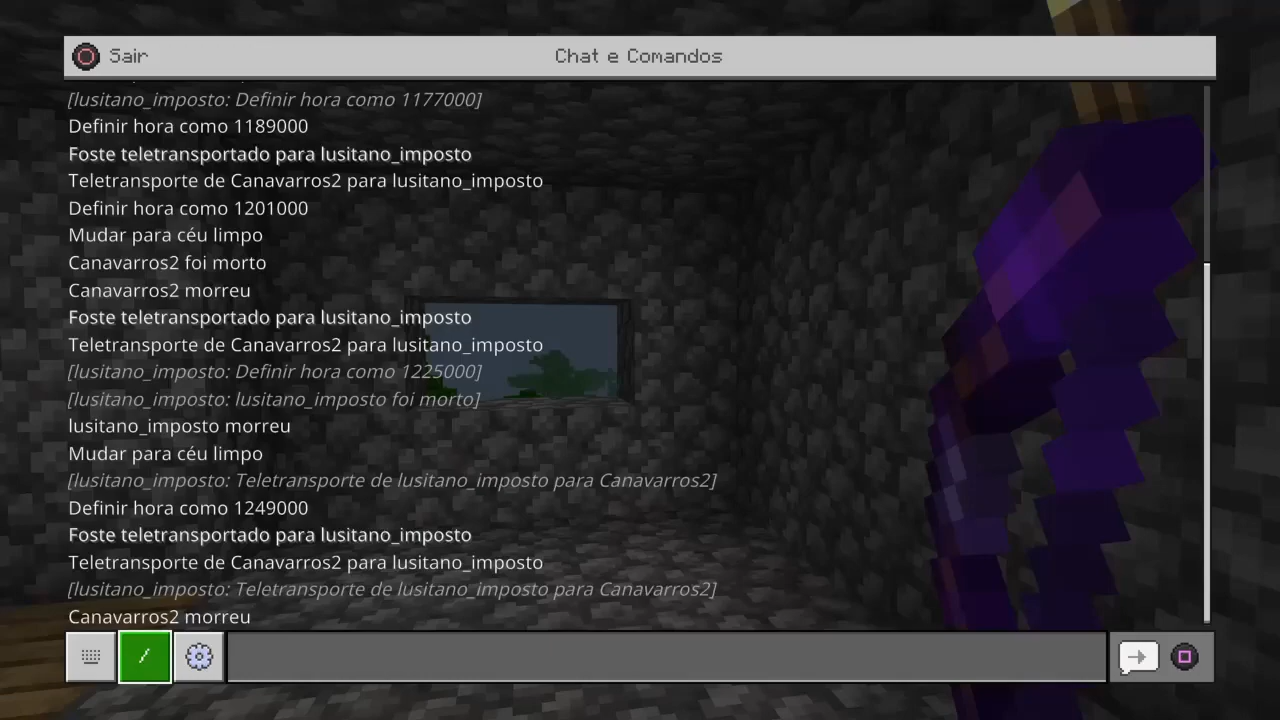 Sair
Chat e Comandos
[lusitano_imposto: Definir hora como 1177000]
Definir hora como 1189000
Foste teletransportado para lusitano_imposto
Teletransporte de Canavarros2 para lusitano_imposto
Definir hora como 1201000
Mudar para céu limpo
Canavarros2 foi morto
Canavarros2 morreu
Foste teletransportado para lusitano_imposto
Teletransporte de Canavarros2 para lusitano_imposto
[lusitano_imposto: Definir hora como 1225000]
[lusitano_imposto: lusitano_imposto foi morto]
lusitano_imposto morreu
Mudar para céu limpo
[lusitano_imposto: Teletransporte de lusitano_imposto para Canavarros2]
Definir hora como 1249000
Foste teletransportado para lusitano_imposto
Teletransporte de Canavarros2 para lusitano_imposto
[lusitano_imposto: Teletransporte de lusitano_imposto para Canavarros2]
Canavarros2 morreu
/